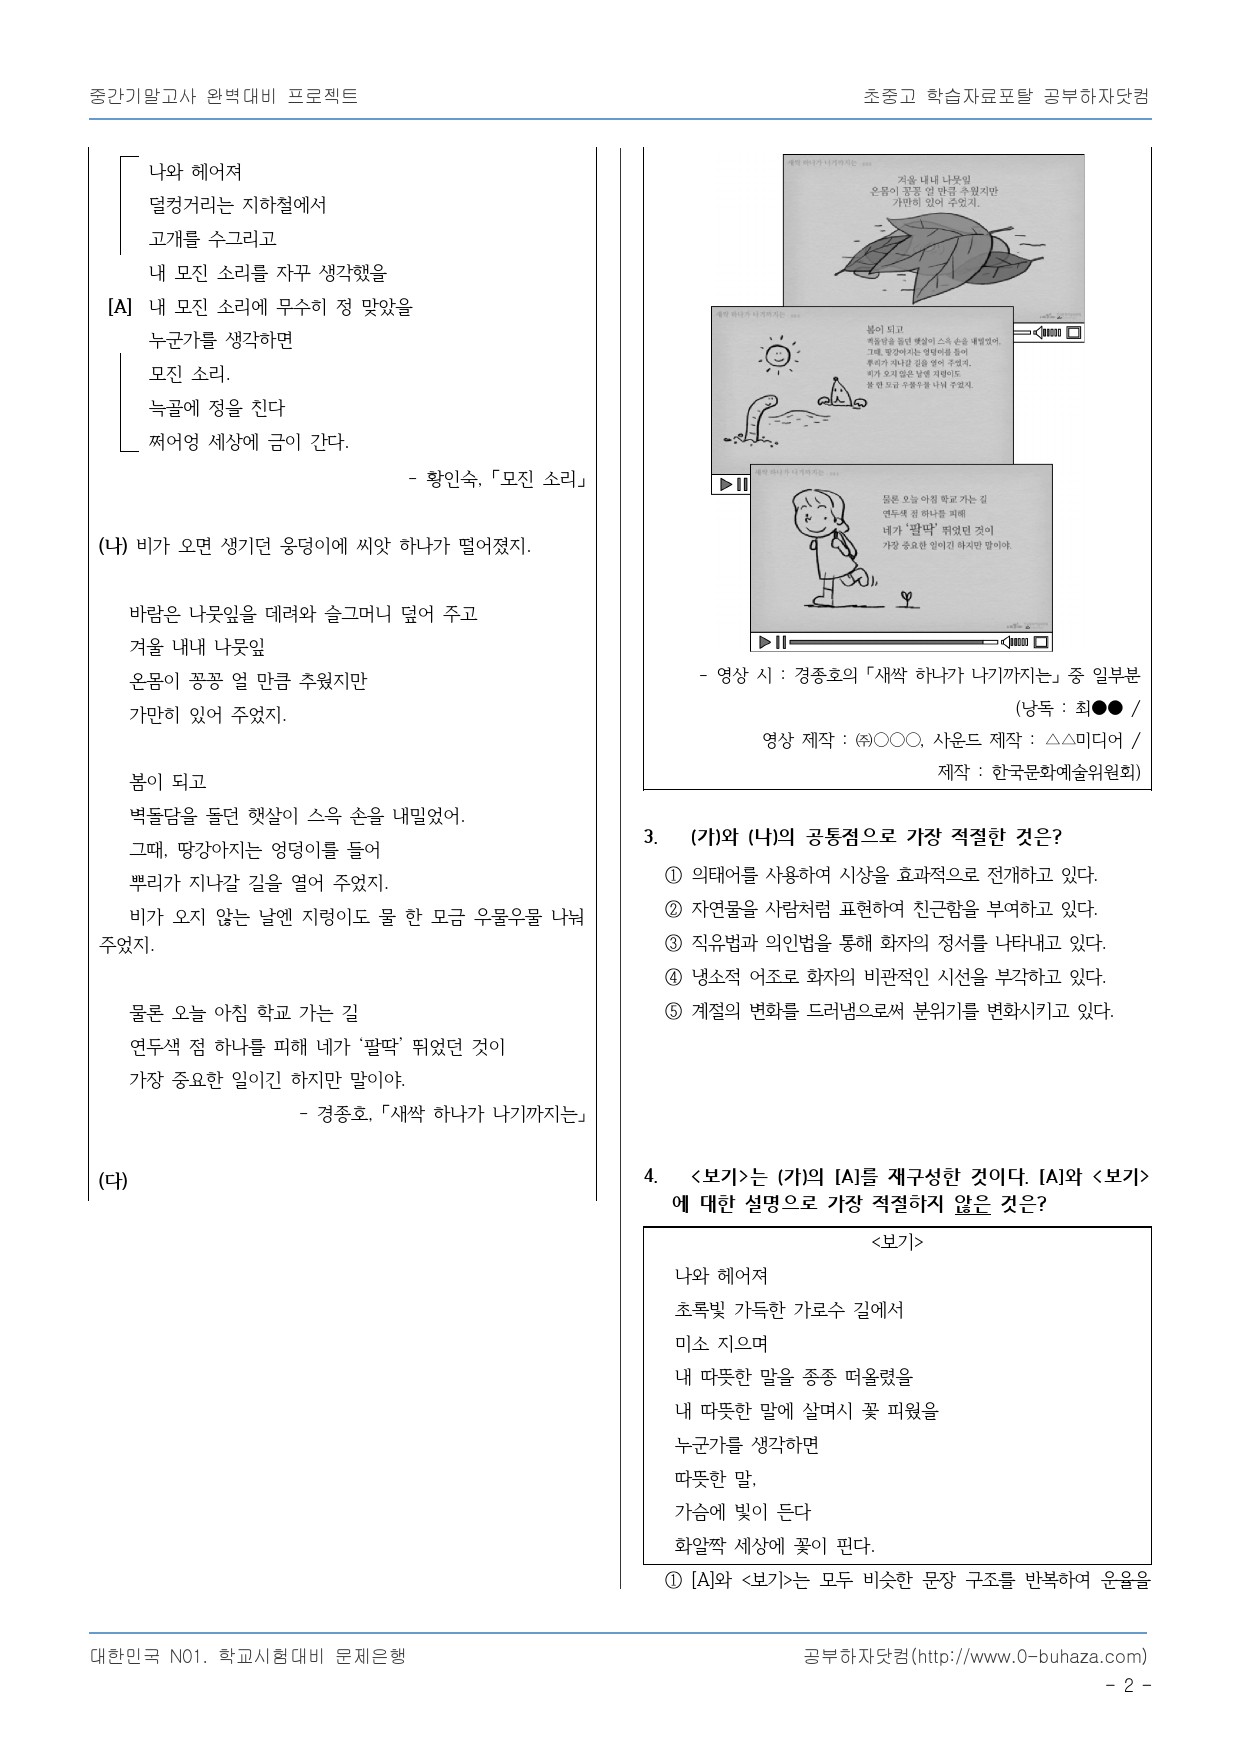 중간기말고사 완벽대비 프로젝트
초중고 학습자료포탈 공부하자닷컴
나와 헤어져
덜컹거리는 지하철에서
고개를 수그리고
내 모진 소리를 자꾸 생각했을
[A] 내 모진 소리에 무수히 정 맞았을
누군가를 생각하면
모진 소리.
늑골에 정을 친다
쩌어엉 세상에 금이 간다.
- 황인숙, 「모진 소리」
(나) 비가 오면 생기던 웅덩이에 씨앗 하나가 떨어졌지.
바람은 나뭇잎을 데려와 슬그머니 덮어 주고
겨울 내내 나뭇잎
온몸이 꽁꽁 얼 만큼 추웠지만
가만히 있어 주었지.
봄이 되고
벽돌담을 돌던 햇살이 스윽 손을 내밀었어.
그때, 땅강아지는 엉덩이를 들어
뿌리가 지나갈 길을 열어 주었지.
비가 오지 않는 날엔 지렁이도 물 한 모금 우물우물 나눠
주었지.
물론 오늘 아침 학교 가는 길
연두색 점 하나를 피해 네가 ‘팔딱’ 뛰었던 것이
가장 중요한 일이긴 하지만 말이야.
- 경종호, 「새싹 하나가 나기까지는」
(다)
새싹 하나가 나기까지는
겨울 내내 나뭇잎
온몸이 꽁꽁 얼 만큼 추웠지만
가만히 있어 주었지.
새싹 하나가 나기까지는
봄이 되고
벽돌담을 돌던 햇살이 스윽 손을 내밀었어.
그때, 땅강아지는 엉덩이를 들어
뿌리가 지나갈 길을 열어 주었지.
비가 오지 않은 날엔 지렁이도
물 한 모금 우물우물 나눠 주었지.
새싹 하나가 나기까지는
물론 오늘 아침 학교 가는 길
연두색 점 하나를 피해
네가 ‘팔딱’ 뛰었던 것이
가장 중요한 일이긴 하지만 말이야.
- 영상 시 : 경종호의 「새싹 하나가 나기까지는」 중 일부분
(낭독 : 최●● /
영상 제작 : ㈜○○○, 사운드 제작 : △△미디어 /
제작 : 한국문화예술위원회)
3. (가)와 (나)의 공통점으로 가장 적절한 것은?
① 의태어를 사용하여 시상을 효과적으로 전개하고 있다.
② 자연물을 사람처럼 표현하여 친근함을 부여하고 있다.
③ 직유법과 의인법을 통해 화자의 정서를 나타내고 있다.
④ 냉소적 어조로 화자의 비관적인 시선을 부각하고 있다.
⑤ 계절의 변화를 드러냄으로써 분위기를 변화시키고 있다.
4. <보기>는 (가)의 [A]를 재구성한 것이다. [A]와 <보기>
에 대한 설명으로 가장 적절하지 않은 것은?
<보기>
나와 헤어져
초록빛 가득한 가로수 길에서
미소 지으며
내 따뜻한 말을 종종 떠올렸을
내 따뜻한 말에 살며시 꽃 피웠을
누군가를 생각하면
따뜻한 말,
가슴에 빛이 든다
화알짝 세상에 꽃이 핀다.
① [A]와 <보기>는 모두 비슷한 문장 구조를 반복하여 운율을
대한민국 N01. 학교시험대비 문제은행
공부하자닷컴(http://www.0-buhaza.com)
- 2 -